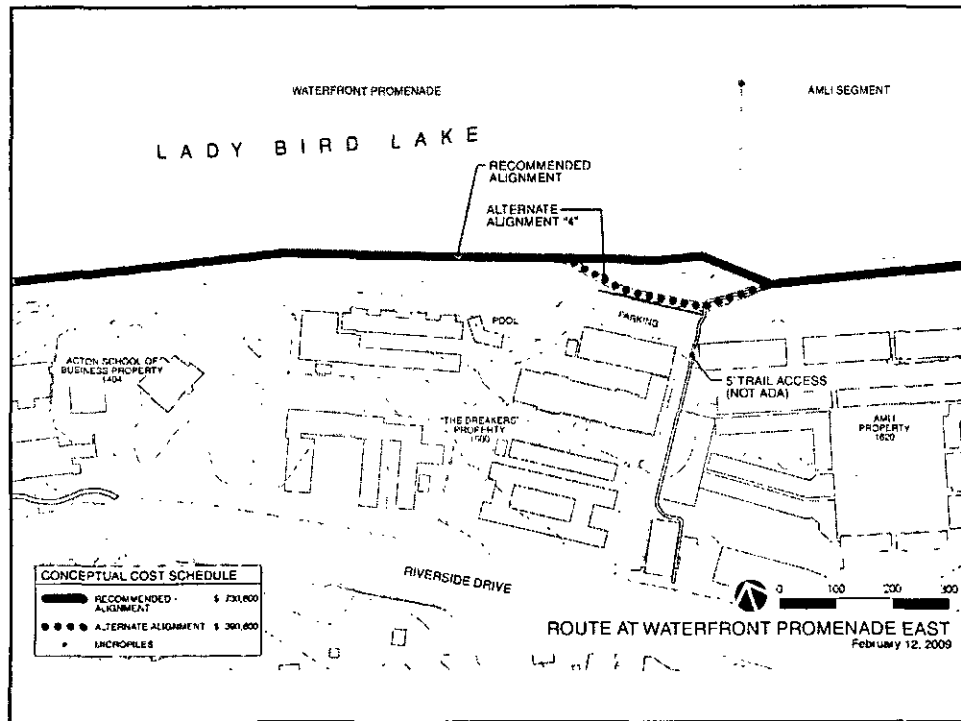 WATERFRONT PROMENADE
AMLI SEGMENT
LADY BIRD LAKE
RECOMMENDED
ALIGNMENT
ALTERNATE
ALIGNMENT "4"
PARKING
POOL
ACTON SCHOOL OF
BUSINESS PROPERTY
1404
5' TRAIL ACCESS
(NOT ADA)
"THE BREAKERS"
PROPERTY
1500
AMLI
PROPERTY
1620
RIVERSIDE DRIVE
CONCEPTUAL COST SCHEDULE
RECOMMENDED - $
ALIGNMENT
ALTERNATE ALIGNMENT $
MICROPILES
0 100 200 300
ROUTE AT WATERFRONT PROMENADE EAST
February 12, 2009